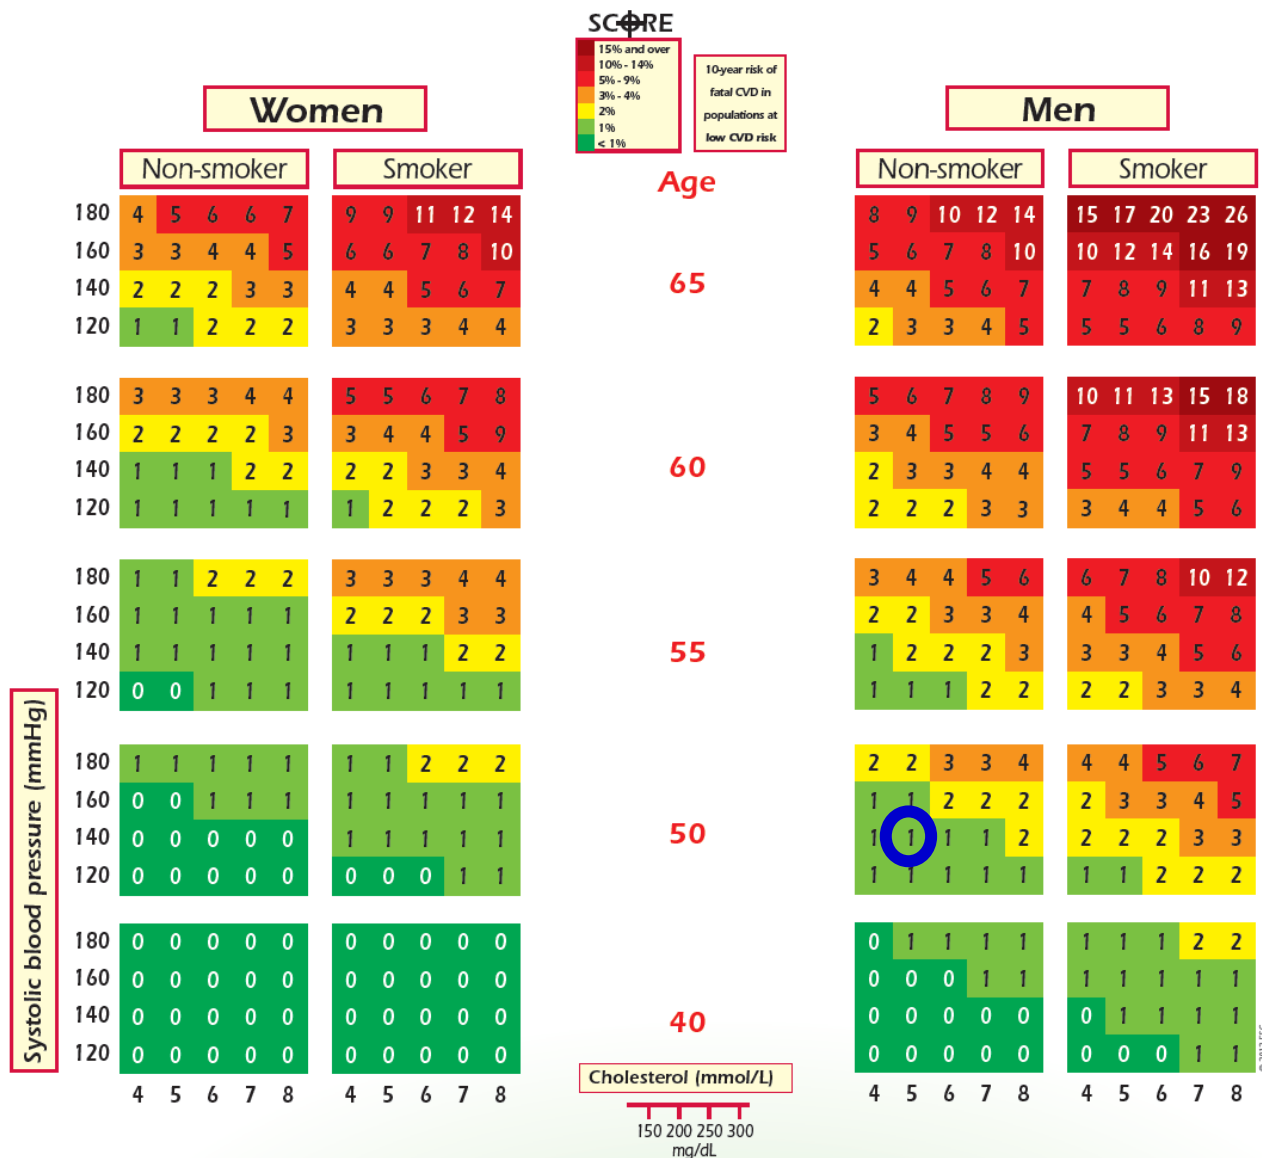 SCORE
15% and over
10% - 14%
5% - 9%
3% - 4%
2%
1%
< 1%
10-year risk of
fatal CVD in
populations at
low CVD risk
Women
Men
Non-smoker Smoker Age Non-smoker Smoker
180 4 5 6 6 7 9 9 11 12 14 8 9 10 12 14 15 17 20 23 26
160 3 3 4 4 5 6 6 7 8 10 5 6 7 8 10 10 12 14 16 19
65
140 2 2 2 3 3 4 4 5 6 7 4 4 5 6 7 7 8 9 11 13
120 1 1 2 2 2 3 3 3 4 4 2 3 3 4 5 5 5 6 8 9
180 3 3 3 4 4 5 5 6 7 8 5 6 7 8 9 10 11 13 15 18
160 2 2 2 2 3 3 4 4 5 9 3 4 5 5 6 7 8 9 11 13
60
140 1 1 1 2 2 2 2 3 3 4 2 3 3 4 4 5 5 6 7 9
120 1 1 1 1 1 1 2 2 2 3 2 2 2 3 3 3 4 4 5 6
180 1 1 2 2 2 3 3 3 4 4 3 4 4 5 6 6 7 8 10 12
160 1 1 1 1 1 2 2 2 3 3 2 2 3 3 4 4 5 6 7 8
55
140 1 1 1 1 1 1 1 1 2 2 1 2 2 2 3 3 3 4 5 6
120 0 0 1 1 1 1 1 1 1 1 1 1 1 2 2 2 2 3 3 4
180 1 1 1 1 1 1 1 2 2 2 2 2 3 3 4 4 4 5 6 7
160 0 0 1 1 1 1 1 1 1 1 1 1 2 2 2 2 3 3 4 5
50
140 0 0 0 0 0 1 1 1 1 1 1 1 1 1 2 2 2 2 3 3
120 0 0 0 0 0 0 0 0 1 1 1 1 1 1 1 1 1 2 2 2
180 0 0 0 0 0 0 0 0 0 0 0 1 1 1 1 1 1 1 2 2
160 0 0 0 0 0 0 0 0 0 0 0 0 0 1 1 1 1 1 1 1
40
140 0 0 0 0 0 0 0 0 0 0 0 0 0 0 0 0 1 1 1 1
120 0 0 0 0 0 0 0 0 0 0 0 0 0 0 0 0 0 0 1 1
4 5 6 7 8 4 5 6 7 8 4 5 6 7 8 4 5 6 7 8
Systolic blood pressure (mmHg)
Cholesterol (mmol/L)
150 200 250 300
mg/dL